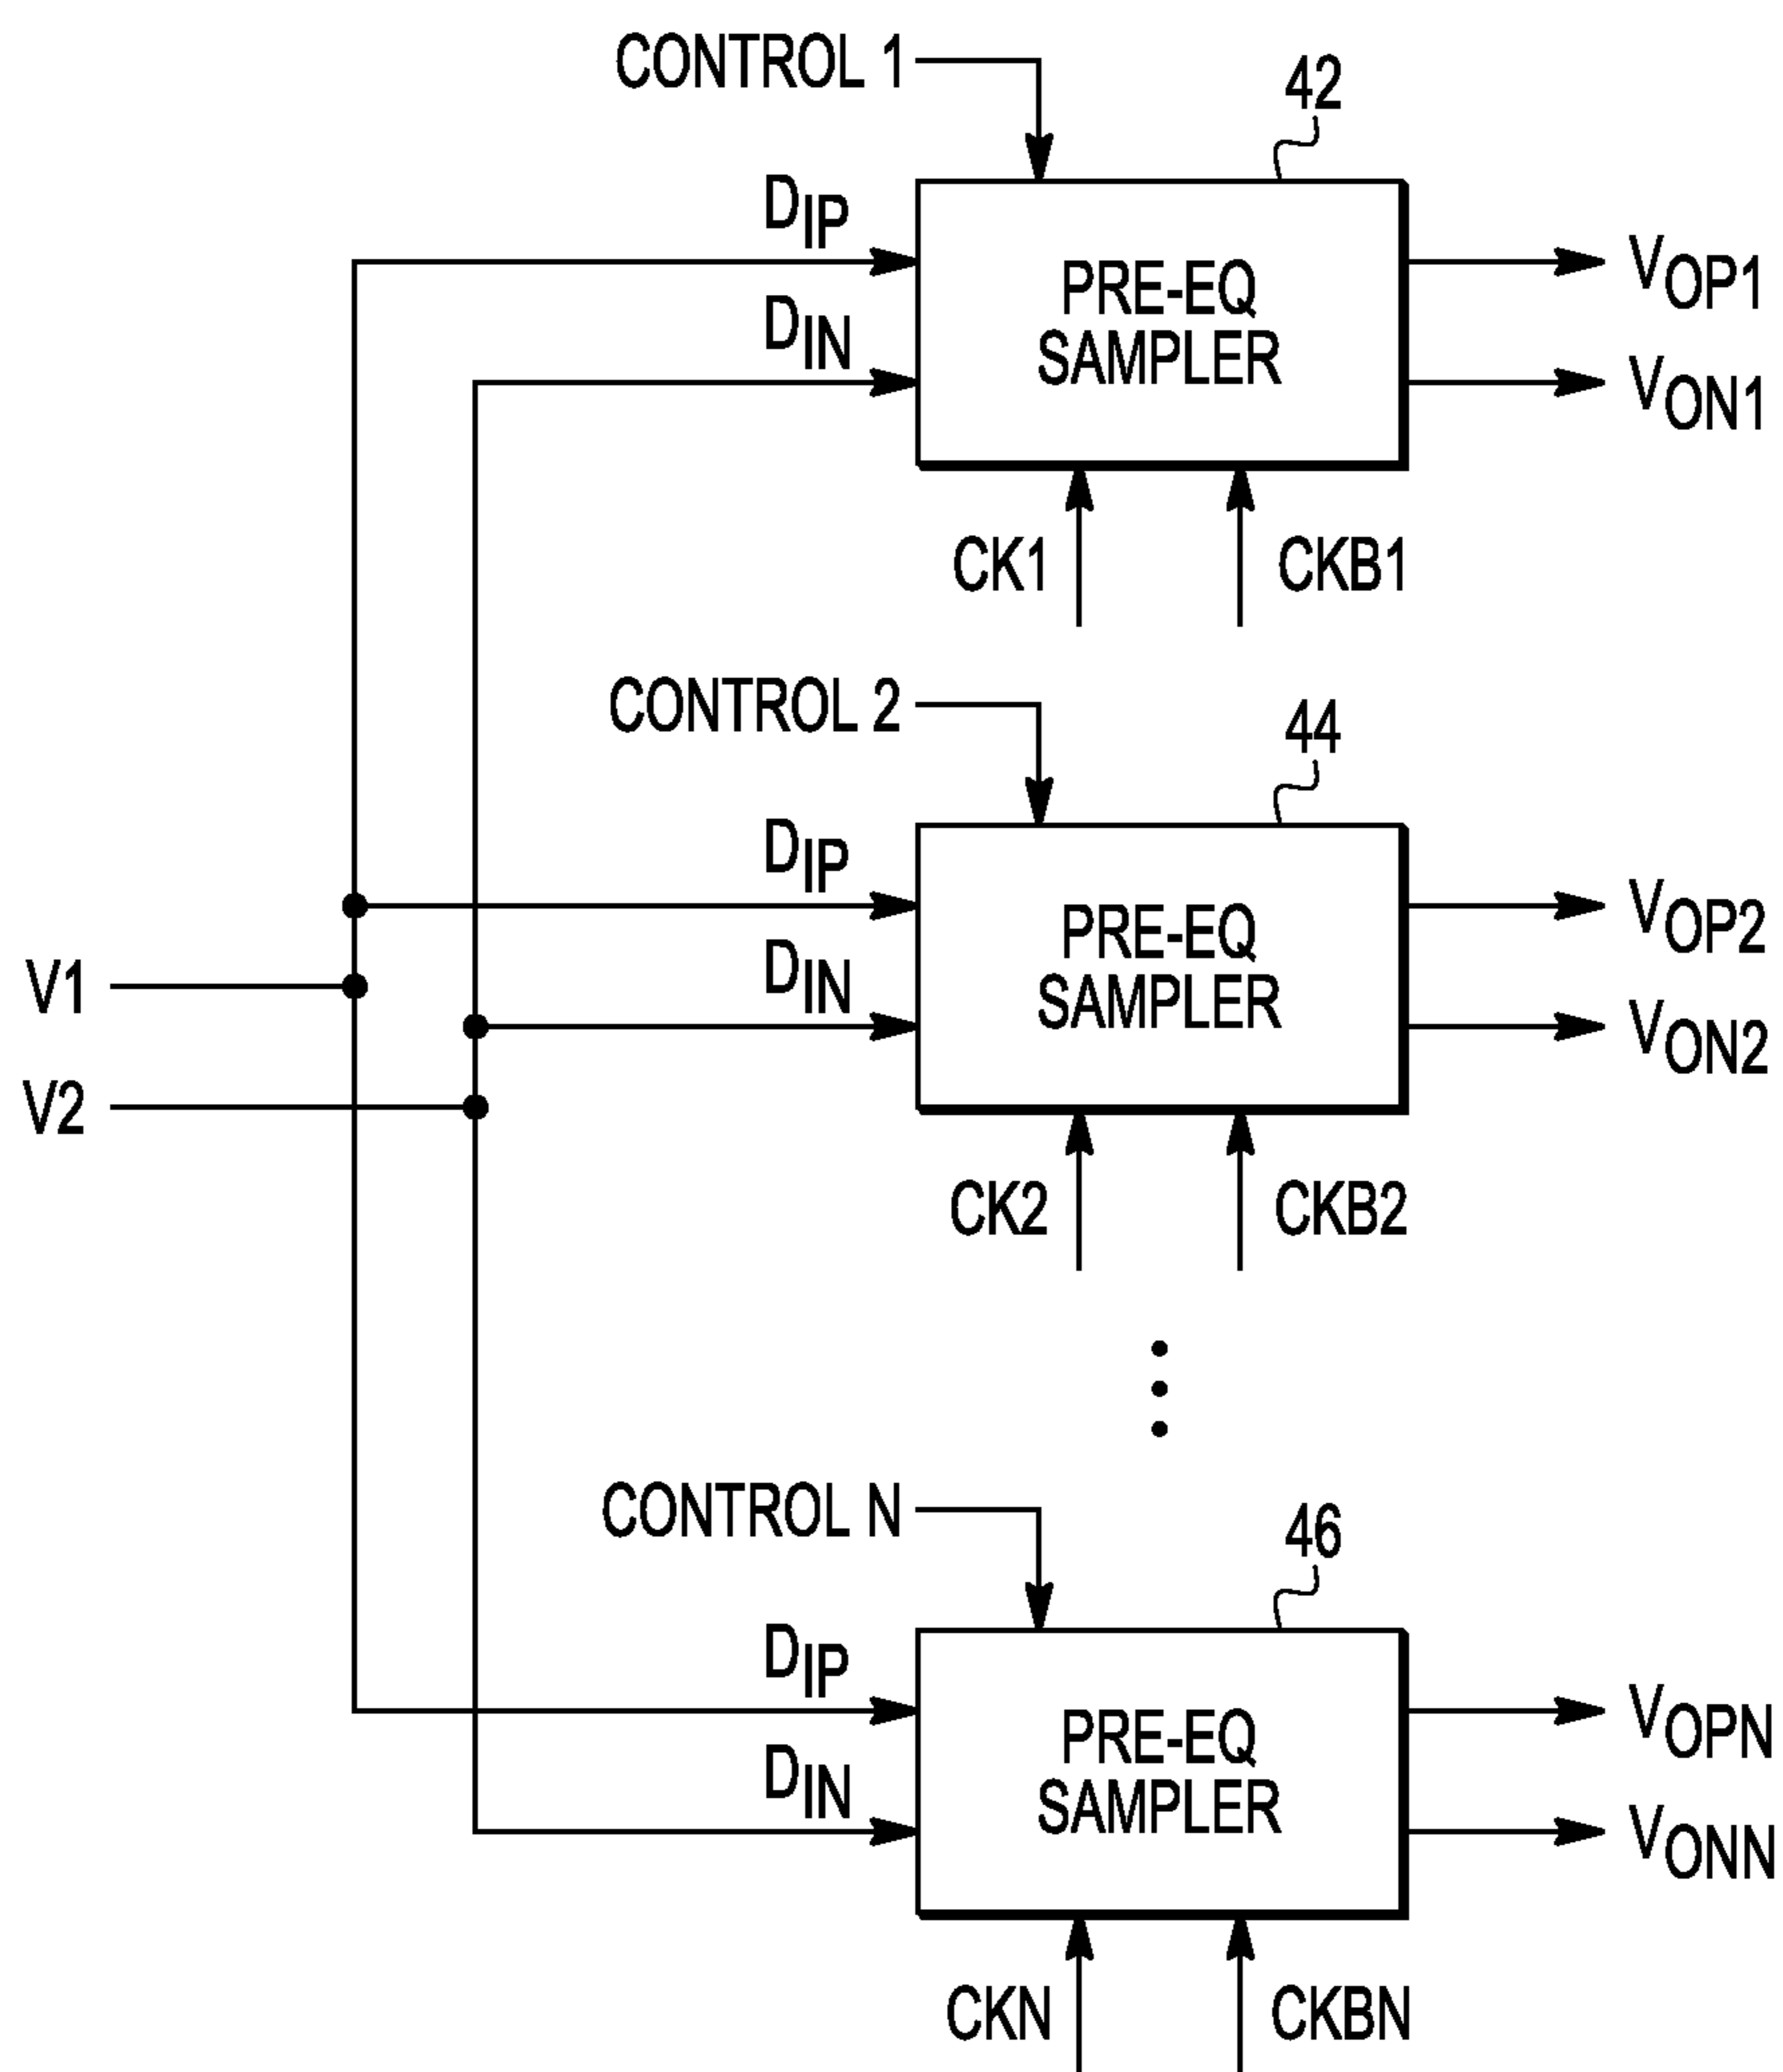 CONTROL 1
42
DIP
DIN
PRE-EQ
SAMPLER
VOP1
VON1
CK1
CKB1
CONTROL 2
44
DIP
DIN
PRE-EQ
SAMPLER
VOP2
VON2
V1
V2
CK2
CKB2
CONTROL N
46
DIP
DIN
PRE-EQ
SAMPLER
VOPN
VONN
CKN
CKBN